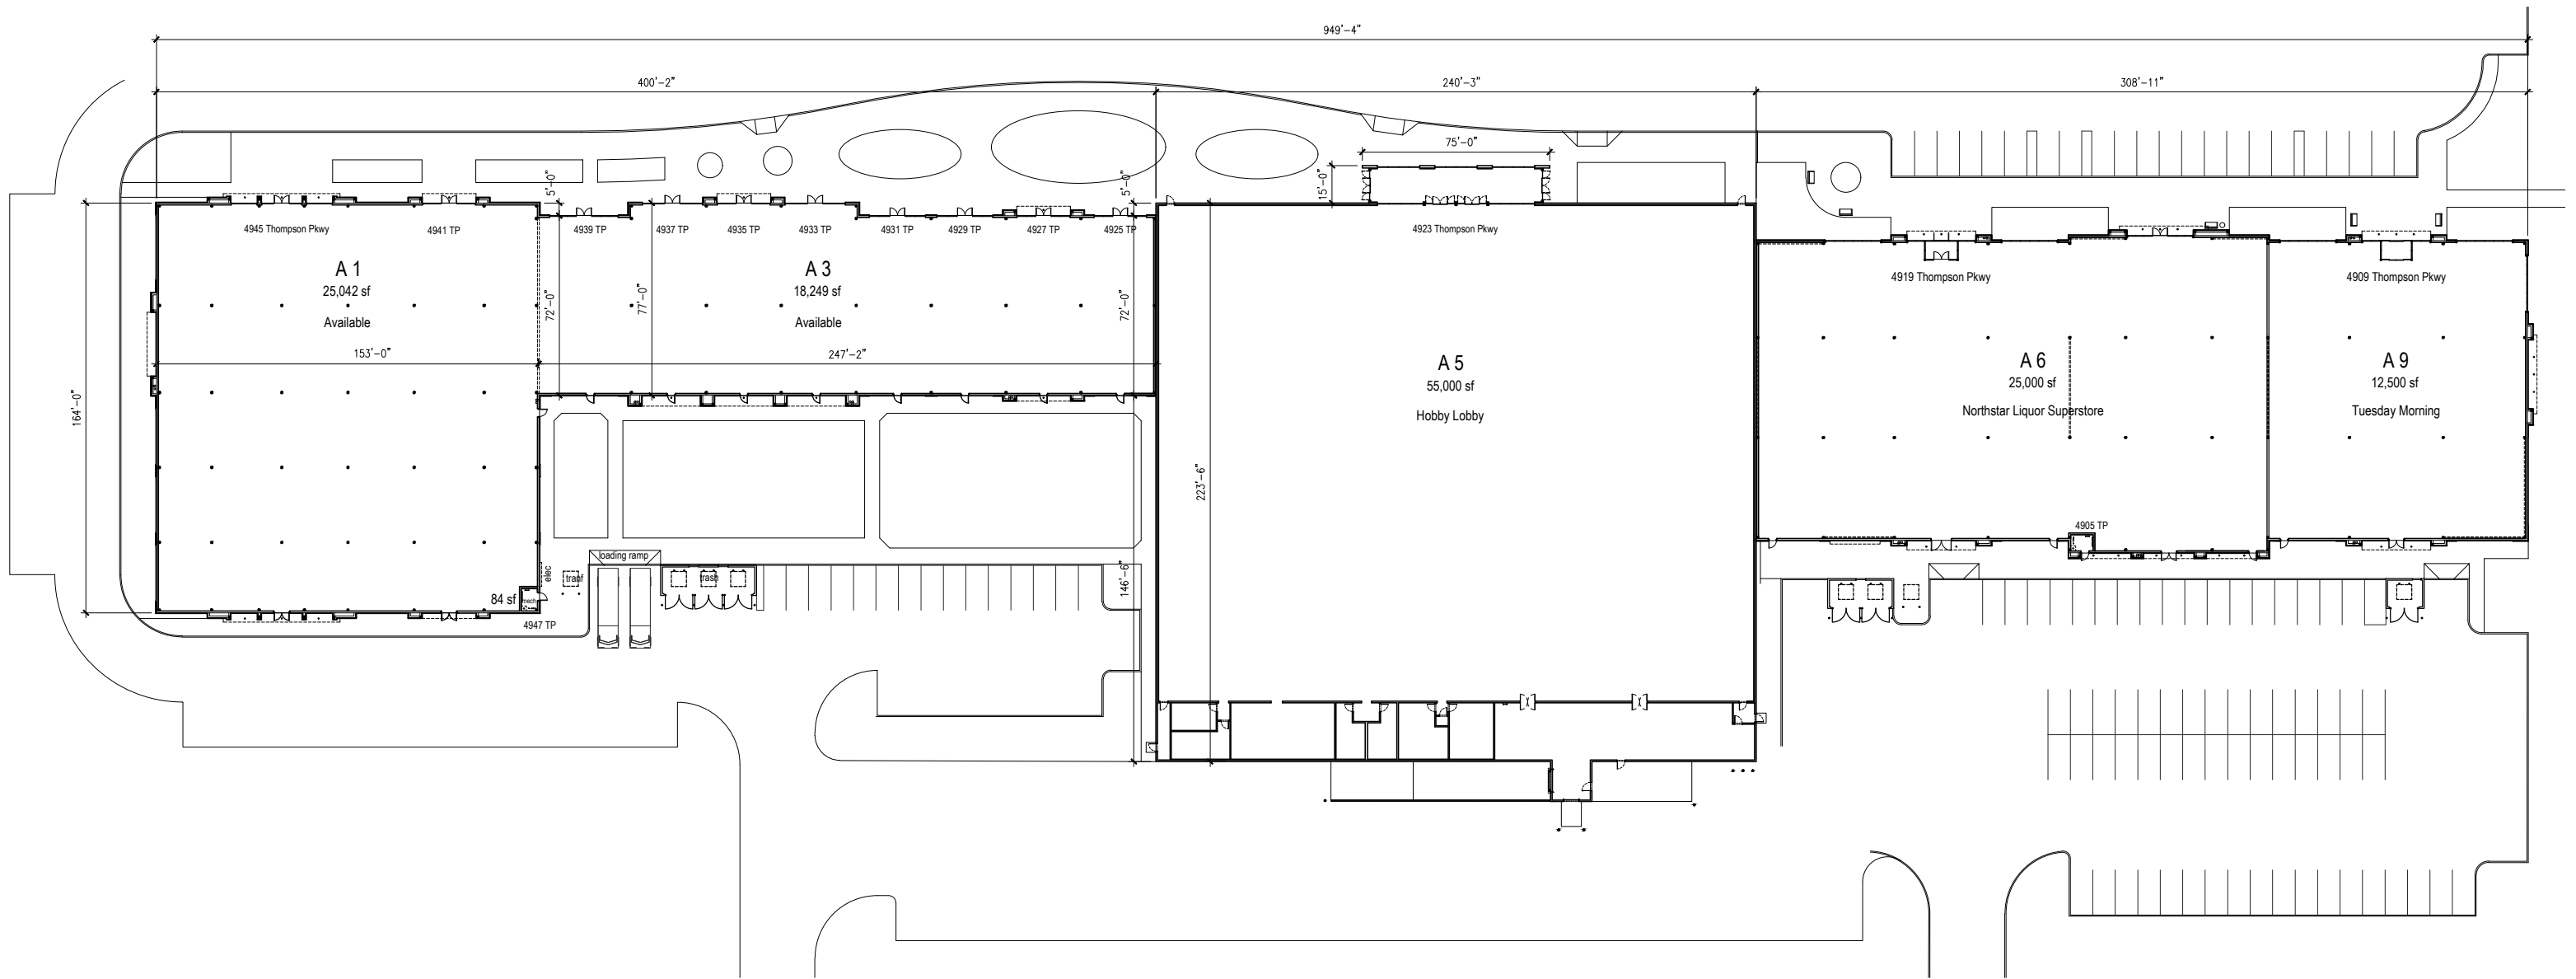 949'-4"
400'-2"
240'-3"
308'-11"
75'-0"
15'-0"
5'-0"
5'-0"
4945 Thompson Pkwy
4941 TP
4939 TP
4937 TP
4935 TP
4933 TP
4931 TP
4929 TP
4927 TP
4925 TP
4923 Thompson Pkwy
4919 Thompson Pkwy
4909 Thompson Pkwy
A 1
25,042 sf
Available
A 3
18,249 sf
Available
72'-0"
77'-0"
72'-0"
153'-0"
247'-2"
164'-0"
A 5
55,000 sf
Hobby Lobby
A 6
25,000 sf
Northstar Liquor Superstore
A 9
12,500 sf
Tuesday Morning
223'-6"
4905 TP
loading ramp
elec
tranf
trash
146'-6"
84 sf
mech
4947 TP